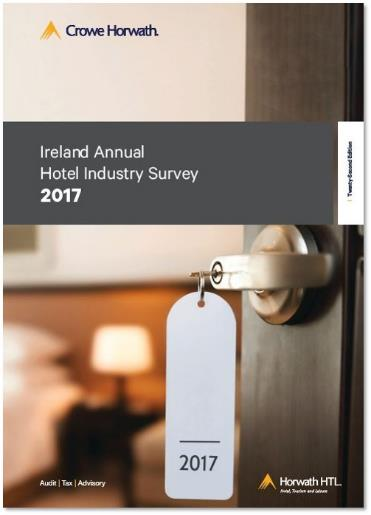 Crowe Horwath.
Ireland Annual
Hotel Industry Survey
2017
Twenty-Second Edition
2017
Audit | Tax | Advisory
Horwath HTL.
Hotel, Tourism and Leisure